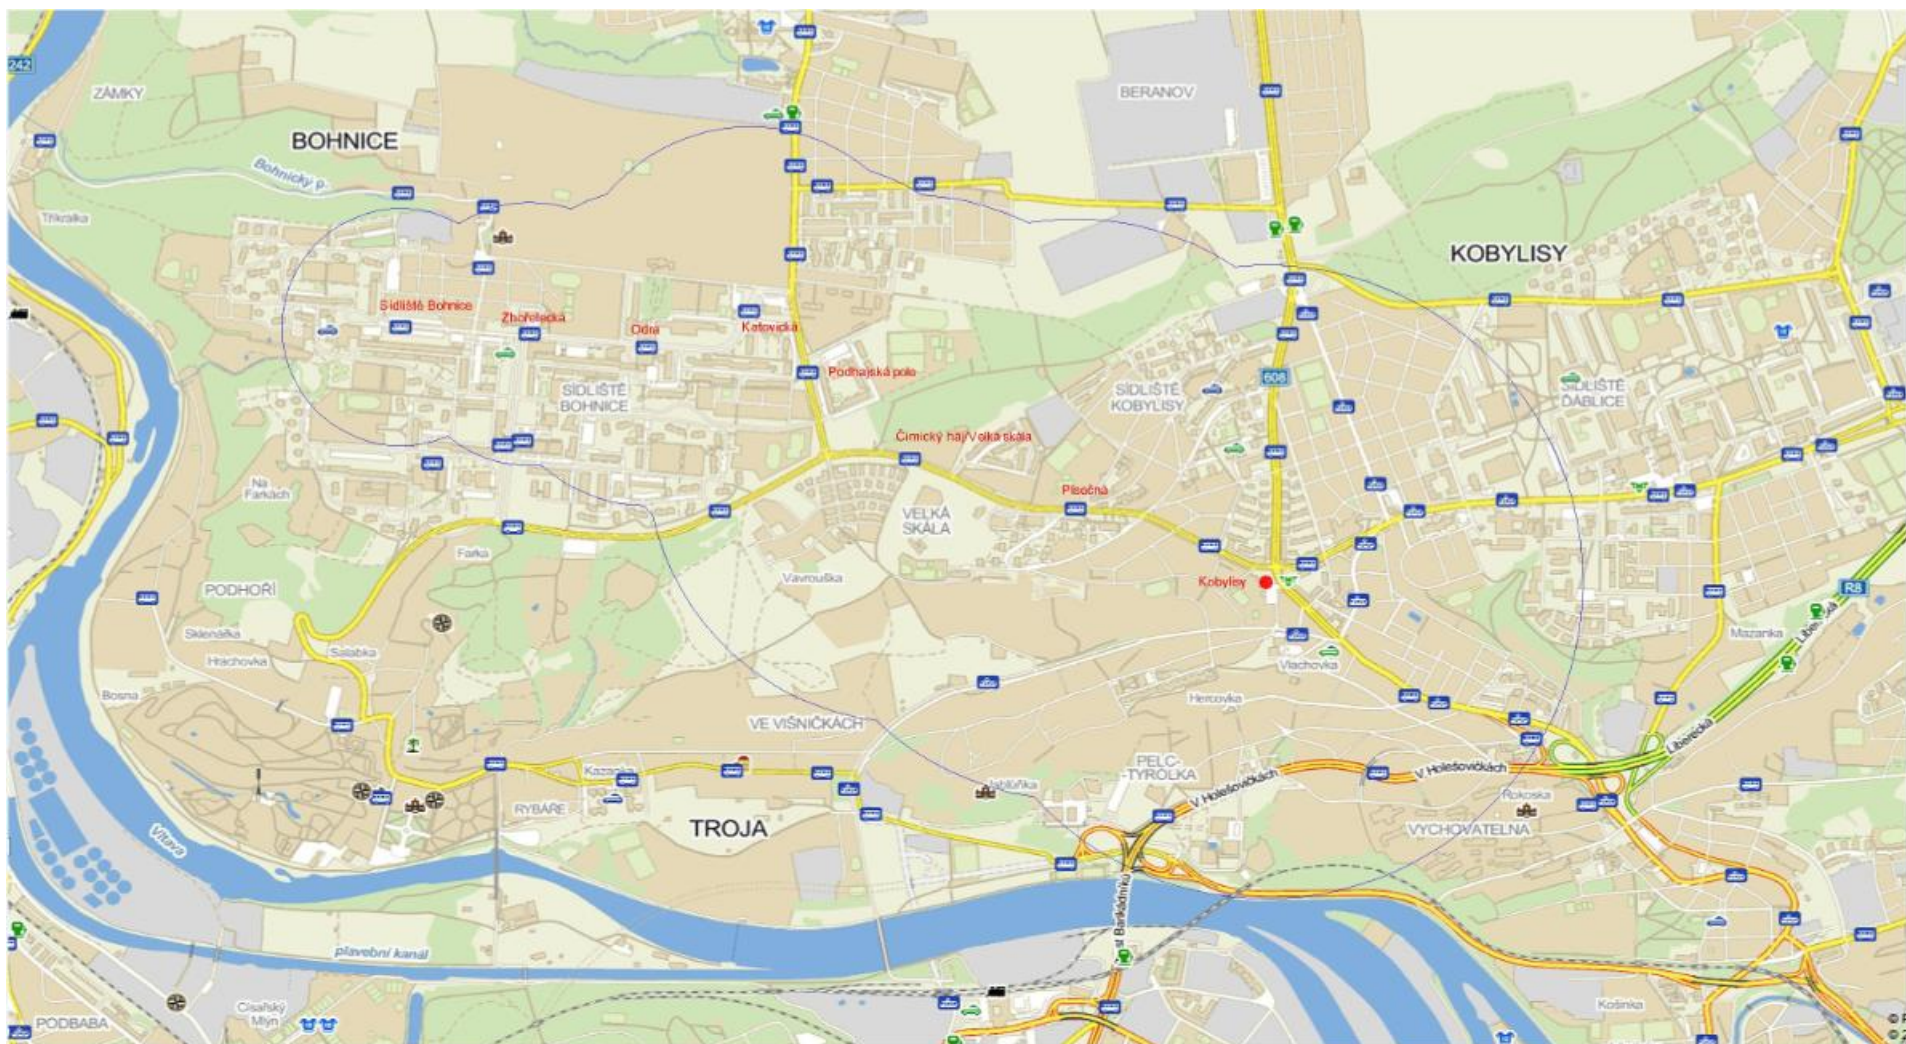 242
ZÁMKY
BERANOV
BOHNICE
Bohnický p.
Tříkralka
KOBYLISY
Sídliště Bohnice
Zhořelecká
Odra
Katovická
Podhajská pole
608
SÍDLIŠTĚ
BOHNICE
SÍDLIŠTĚ
KOBYLISY
SÍDLIŠTĚ
ĎÁBLICE
Čimický háj/Velká skála
Na
Farkách
Písečná
VELKÁ
SKÁLA
Farka
Vavrouška
Kobylisy
PODHOŘÍ
R8
Sklenářka
Salabka
Mazanka
Hrachovka
Vlachovka
Bosna
Hercovka
VE VIŠNIČKÁCH
Liberecká
PELC-
-TYROLKA
Kazanka
Jablůňka
V Holešovičkách
V Holešovičkách
Rokoska
RYBÁŘE
TROJA
VYCHOVATELNA
Vltava
plavební kanál
Císařský
Mlýn
PODBABA
Košinka